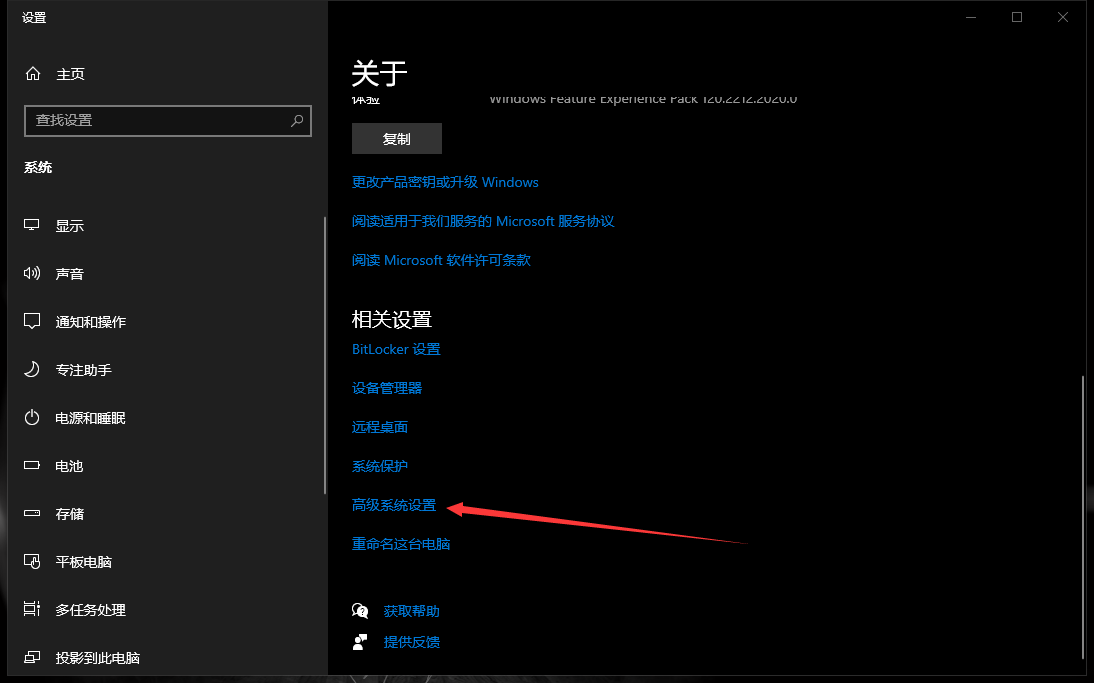 设置
主页
查找设置
系统
显示
声音
通知和操作
专注助手
电源和睡眠
电池
存储
平板电脑
多任务处理
投影到此电脑
关于
体验 Windows Feature Experience Pack 120.2212.2020.0
复制
更改产品密钥或升级 Windows
阅读适用于我们服务的 Microsoft 服务协议
阅读 Microsoft 软件许可条款
相关设置
BitLocker 设置
设备管理器
远程桌面
系统保护
高级系统设置
重命名这台电脑
获取帮助
提供反馈